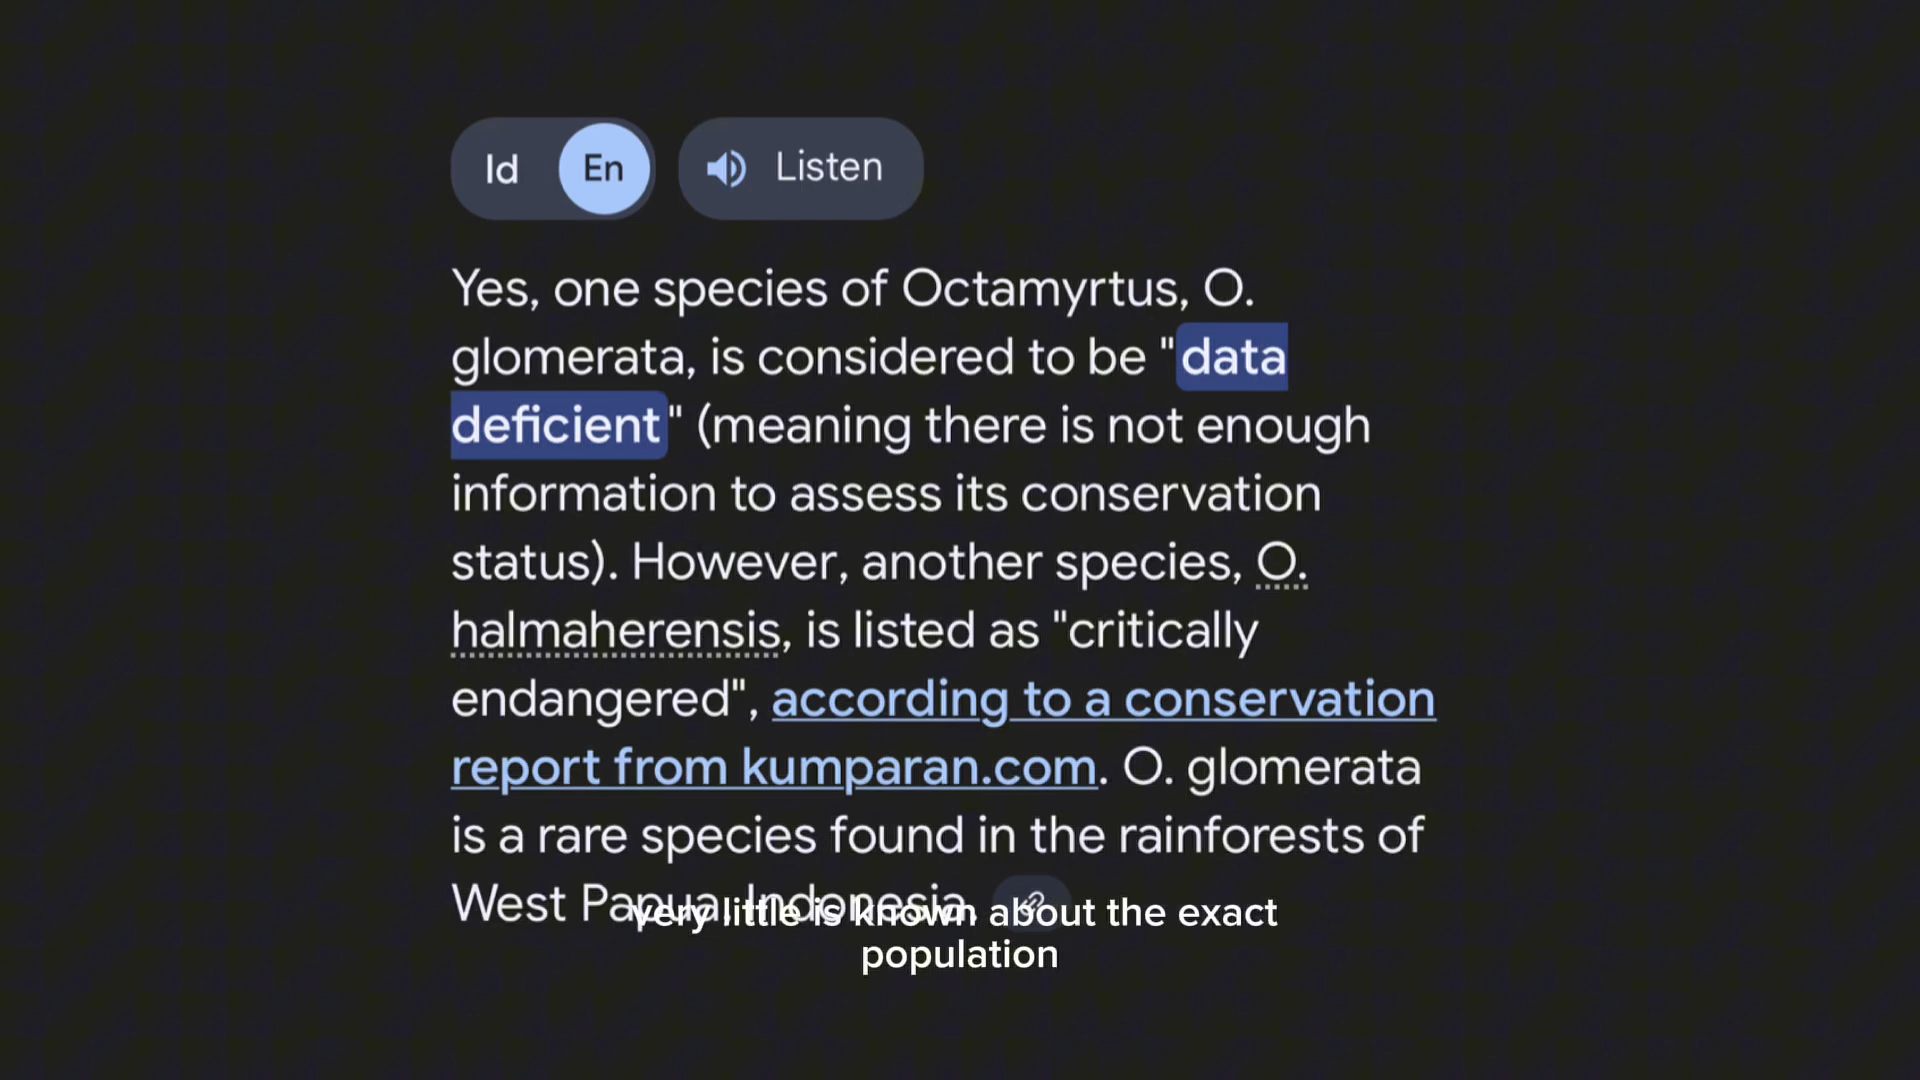 Id En Listen
Yes, one species of Octamyrtus, O.
glomerata, is considered to be "data
deficient" (meaning there is not enough
information to assess its conservation
status). However, another species, O.
halmaherensis, is listed as "critically
endangered", according to a conservation
report from kumparan.com. O. glomerata
is a rare species found in the rainforests of
West Papua, Indonesia.
very little is known about the exact
population